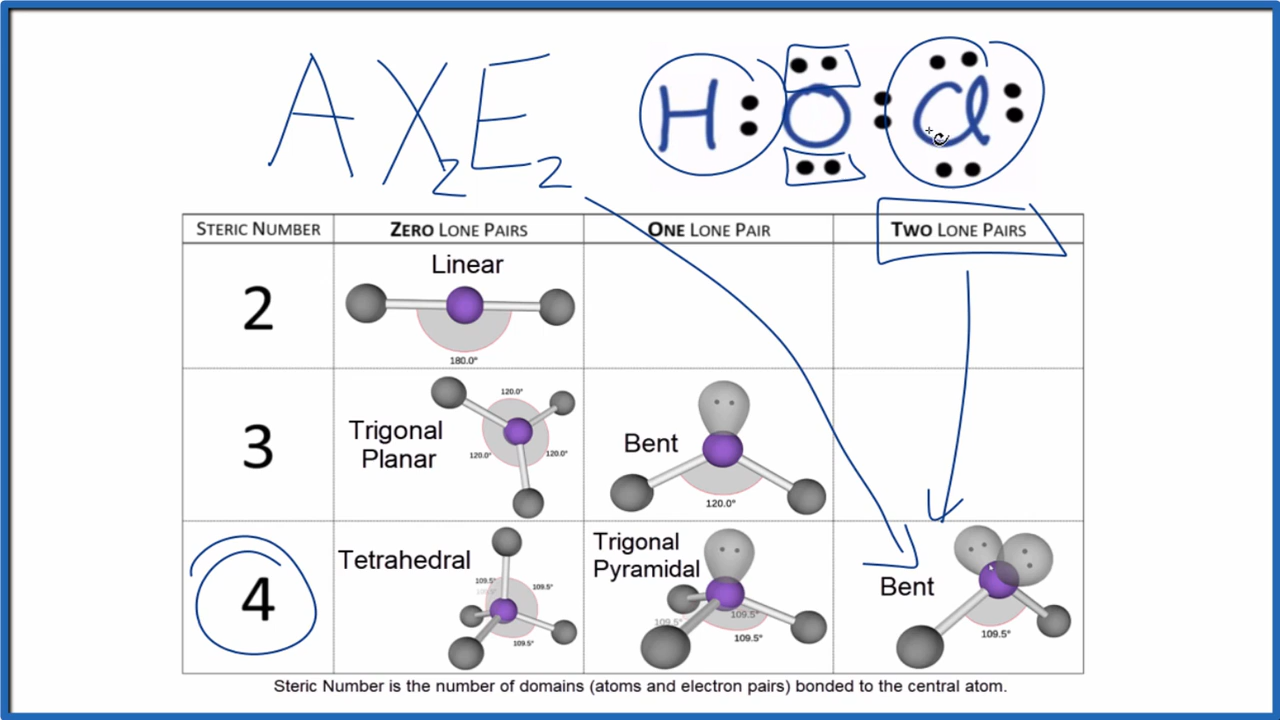 AX2E2
H : O : Cl
STERIC NUMBER ZERO LONE PAIRS ONE LONE PAIR TWO LONE PAIRS
Linear
2
180.0°
120.0°
Trigonal
Planar
3
120.0° 120.0°
Bent
120.0°
Tetrahedral
4
109.5° 109.5°
109.5°
109.5°
Trigonal
Pyramidal
109.5° 109.5°
109.5°
Bent
109.5°
Steric Number is the number of domains (atoms and electron pairs) bonded to the central atom.